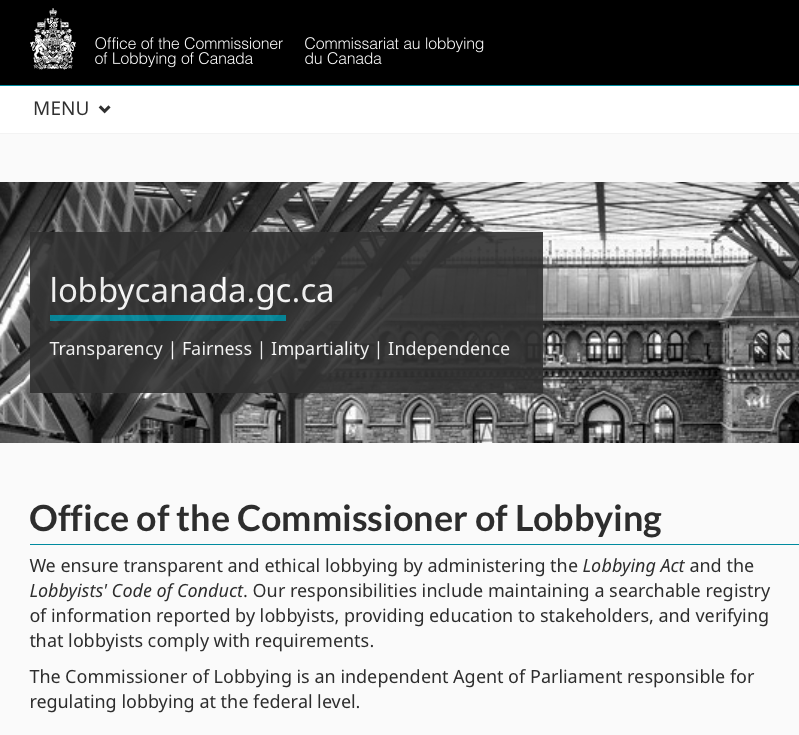 Office of the Commissioner
of Lobbying of Canada
Commissariat au lobbying
du Canada
MENU
lobbycanada.gc.ca
Transparency | Fairness | Impartiality | Independence
Office of the Commissioner of Lobbying
We ensure transparent and ethical lobbying by administering the Lobbying Act and the
Lobbyists' Code of Conduct. Our responsibilities include maintaining a searchable registry
of information reported by lobbyists, providing education to stakeholders, and verifying
that lobbyists comply with requirements.
The Commissioner of Lobbying is an independent Agent of Parliament responsible for
regulating lobbying at the federal level.